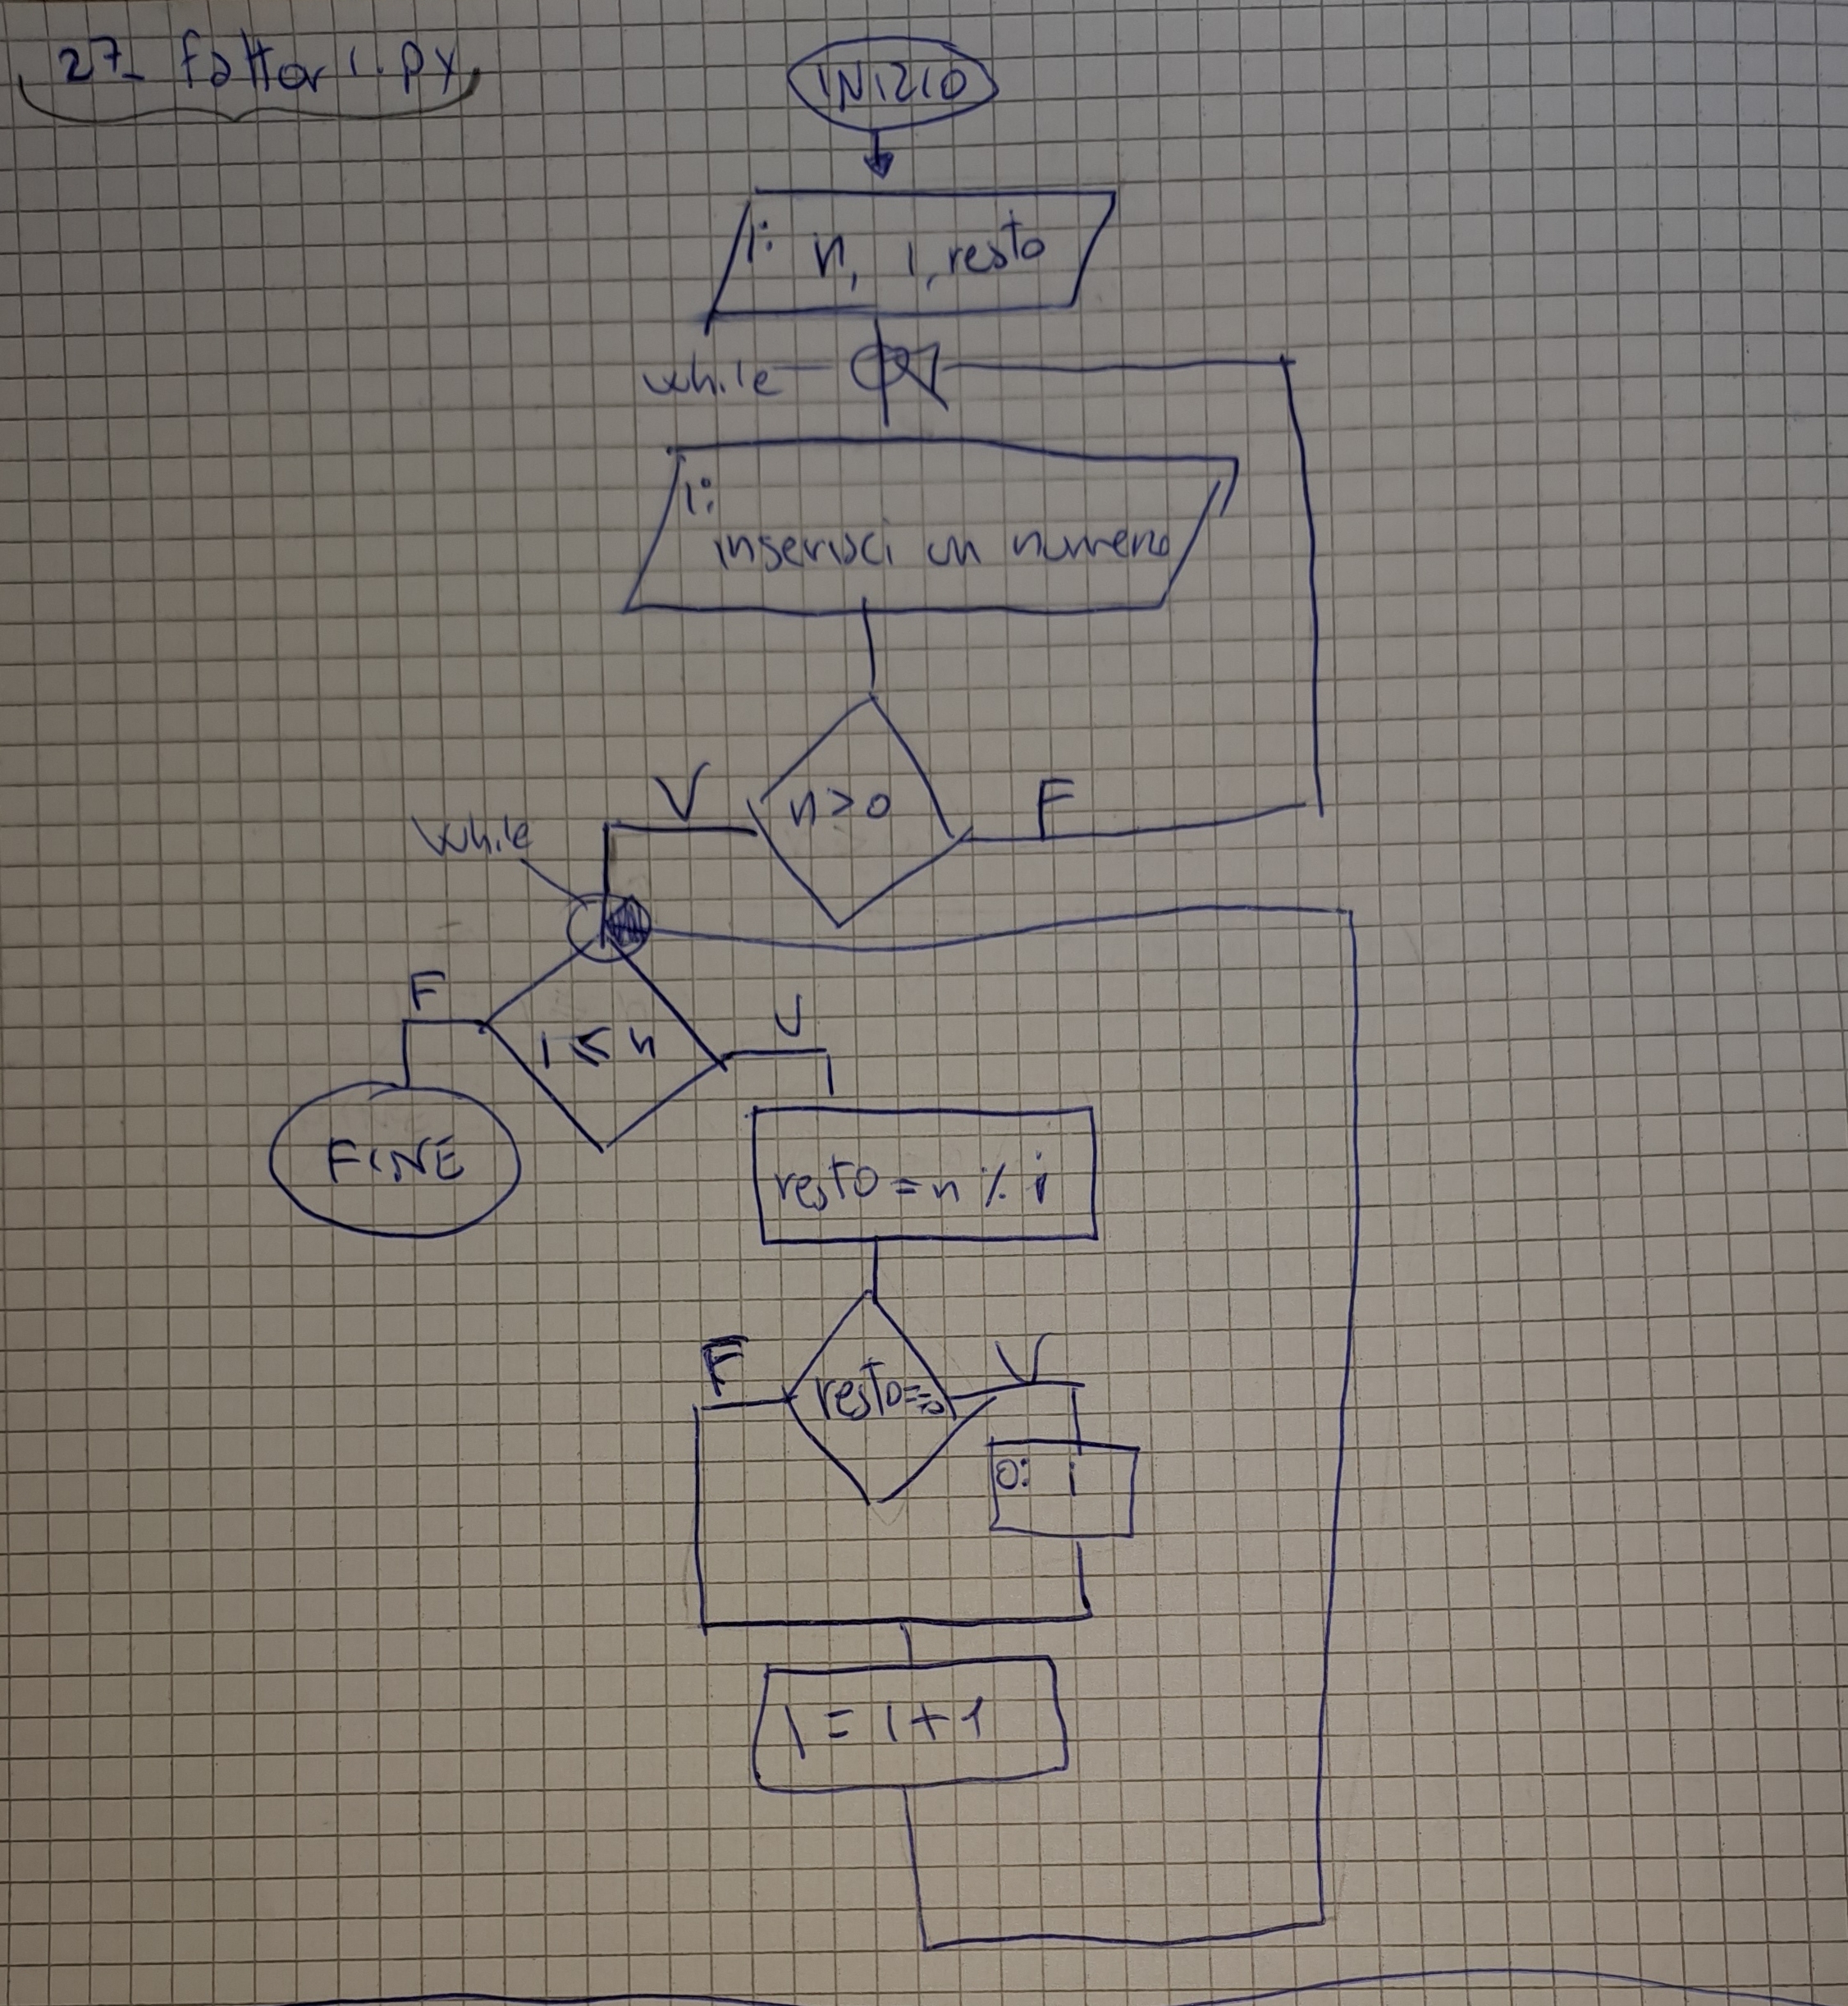 27_ fattori.py
INIZIO
I: n, i, resto
while
I:
inserisci un numero
n>0
V
F
while
i ≤ n
F
V
FINE
resto = n % i
resto==0
F
V
O: i
i = i+1